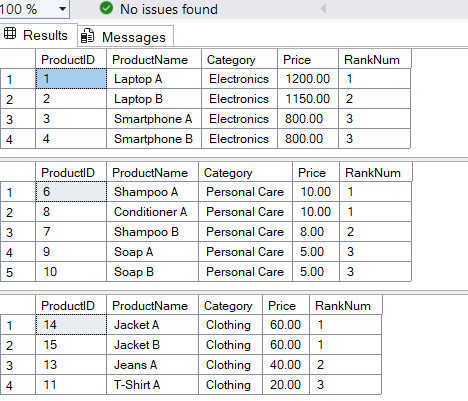 100 % No issues found
Results Messages
ProductID ProductName Category Price RankNum
1 1 Laptop A Electronics 1200.00 1
2 2 Laptop B Electronics 1150.00 2
3 3 Smartphone A Electronics 800.00 3
4 4 Smartphone B Electronics 800.00 3
ProductID ProductName Category Price RankNum
1 6 Shampoo A Personal Care 10.00 1
2 8 Conditioner A Personal Care 10.00 1
3 7 Shampoo B Personal Care 8.00 2
4 9 Soap A Personal Care 5.00 3
5 10 Soap B Personal Care 5.00 3
ProductID ProductName Category Price RankNum
1 14 Jacket A Clothing 60.00 1
2 15 Jacket B Clothing 60.00 1
3 13 Jeans A Clothing 40.00 2
4 11 T-Shirt A Clothing 20.00 3